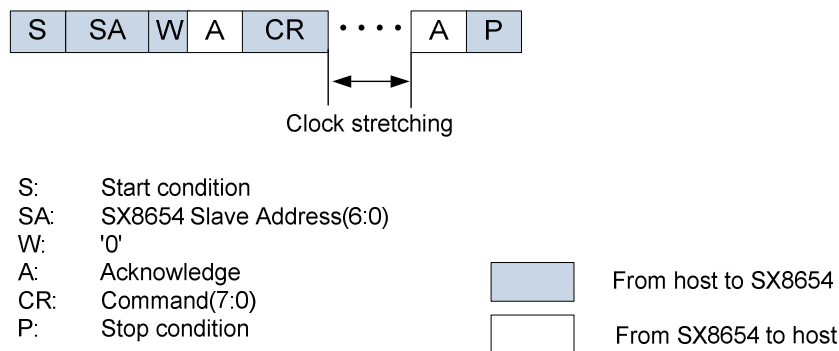 S SA W A CR • • • • A P
Clock stretching
S: Start condition
SA: SX8654 Slave Address(6:0)
W: '0'
A: Acknowledge
CR: Command(7:0)
P: Stop condition
From host to SX8654
From SX8654 to host